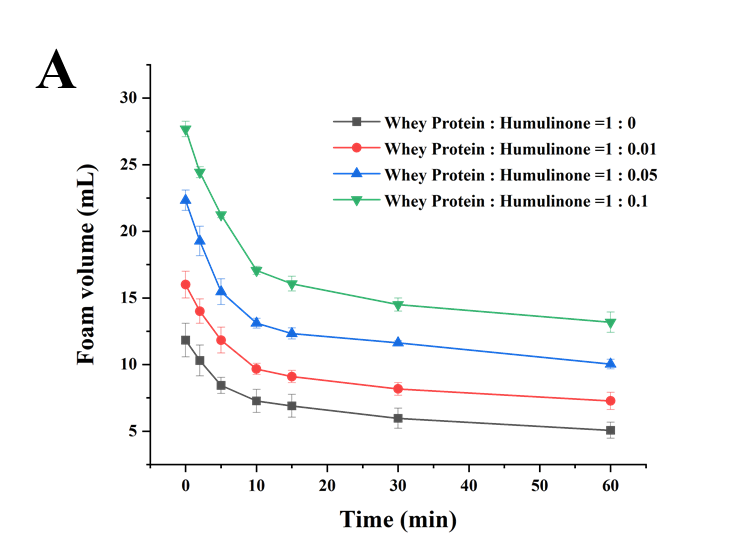 A
30
25
20
15
10
5
Foam volume (mL)
Whey Protein : Humulinone =1 : 0
Whey Protein : Humulinone =1 : 0.01
Whey Protein : Humulinone =1 : 0.05
Whey Protein : Humulinone =1 : 0.1
0 10 20 30 40 50 60
Time (min)